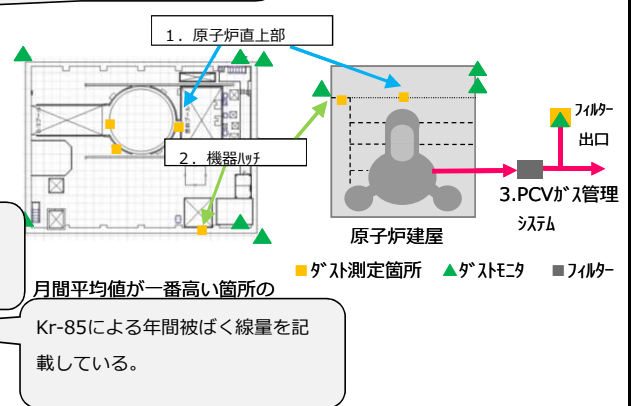 1．原子炉直上部
2．機器ハッチ
フィルター
出口
3.PCVガス管理
システム
原子炉建屋
ダスト測定箇所 ダストモニタ フィルター
月間平均値が一番高い箇所の
Kr-85による年間被ばく線量を記
載している。